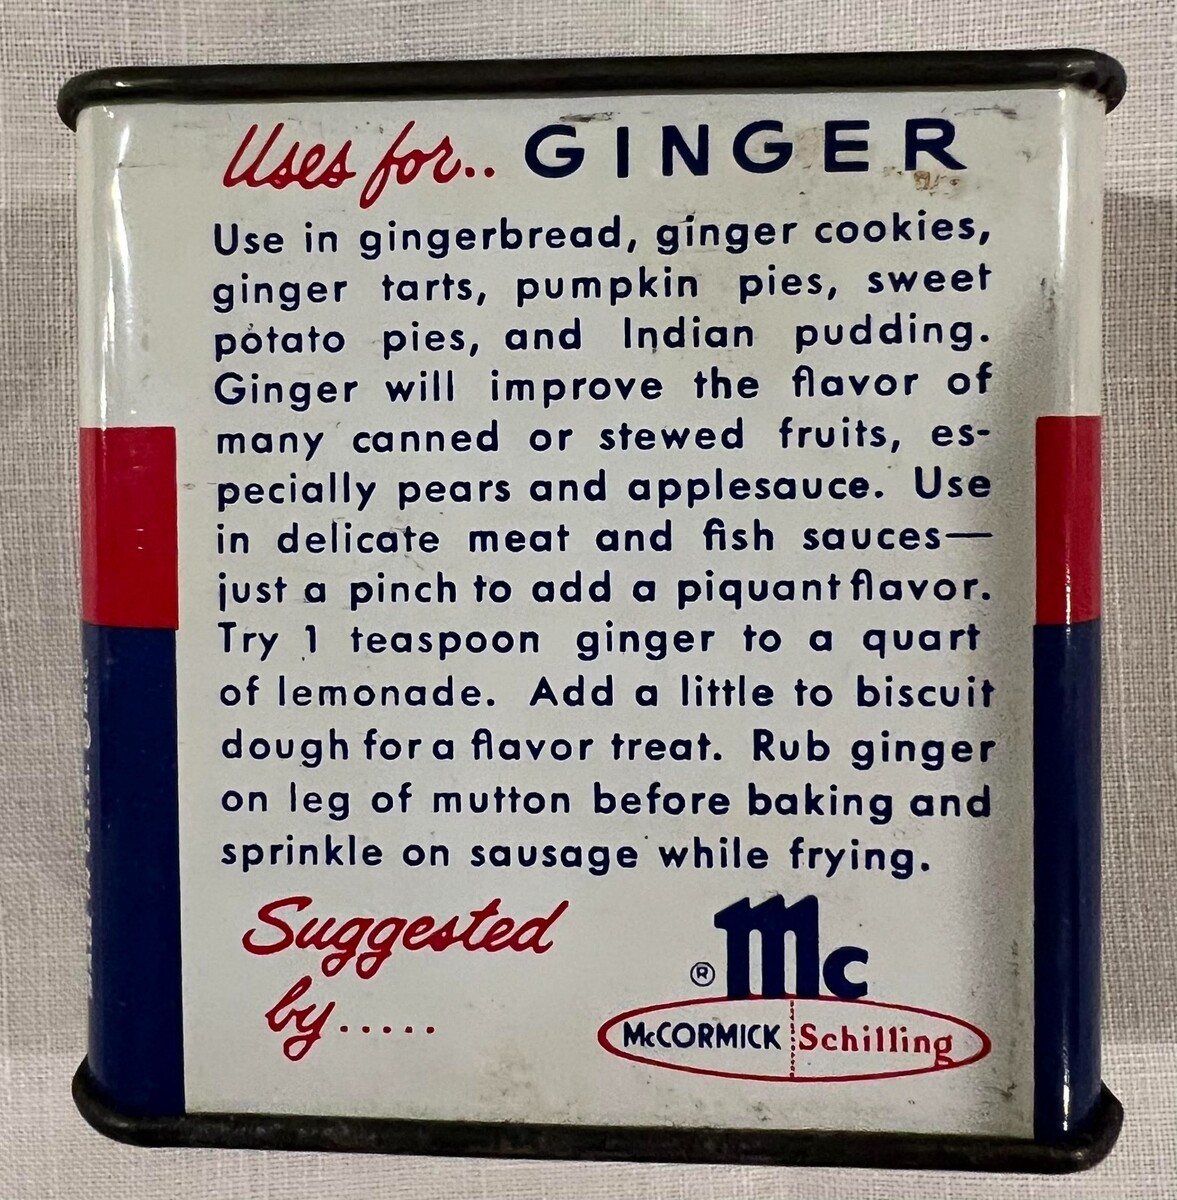 Uses for.. GINGER
Use in gingerbread, ginger cookies,
ginger tarts, pumpkin pies, sweet
potato pies, and Indian pudding.
Ginger will improve the flavor of
many canned or stewed fruits, es-
pecially pears and applesauce. Use
in delicate meat and fish sauces—
just a pinch to add a piquant flavor.
Try 1 teaspoon ginger to a quart
of lemonade. Add a little to biscuit
dough for a flavor treat. Rub ginger
on leg of mutton before baking and
sprinkle on sausage while frying.
Suggested
by.....
® Mc
McCORMICK Schilling